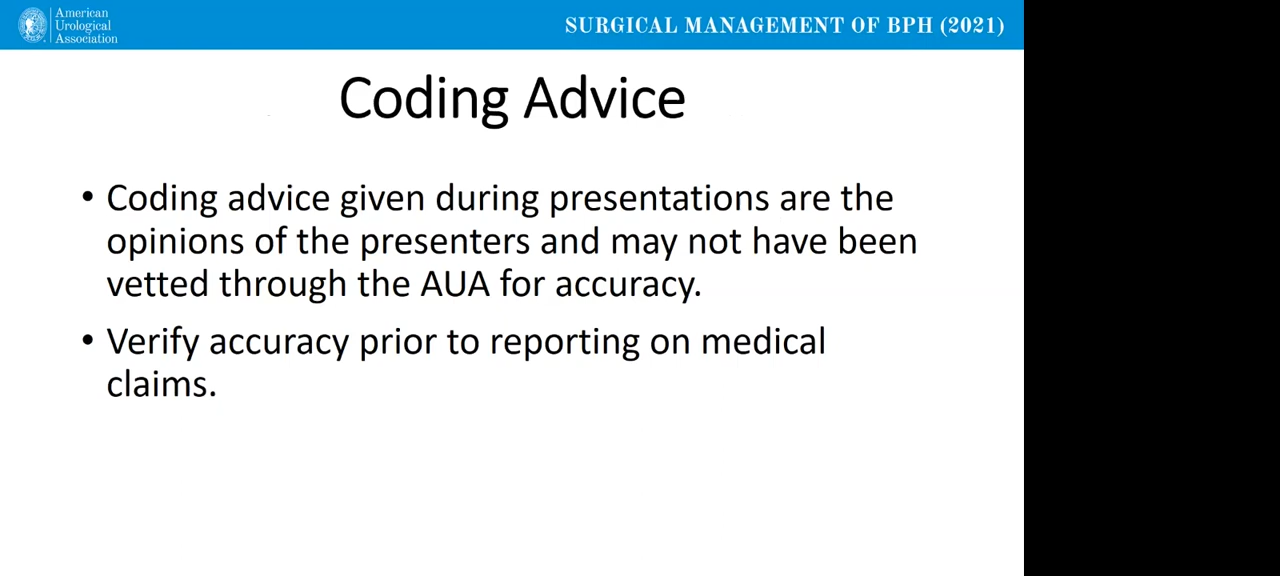 American
Urological
Association
SURGICAL MANAGEMENT OF BPH (2021)
Coding Advice
• Coding advice given during presentations are the
opinions of the presenters and may not have been
vetted through the AUA for accuracy.
• Verify accuracy prior to reporting on medical
claims.